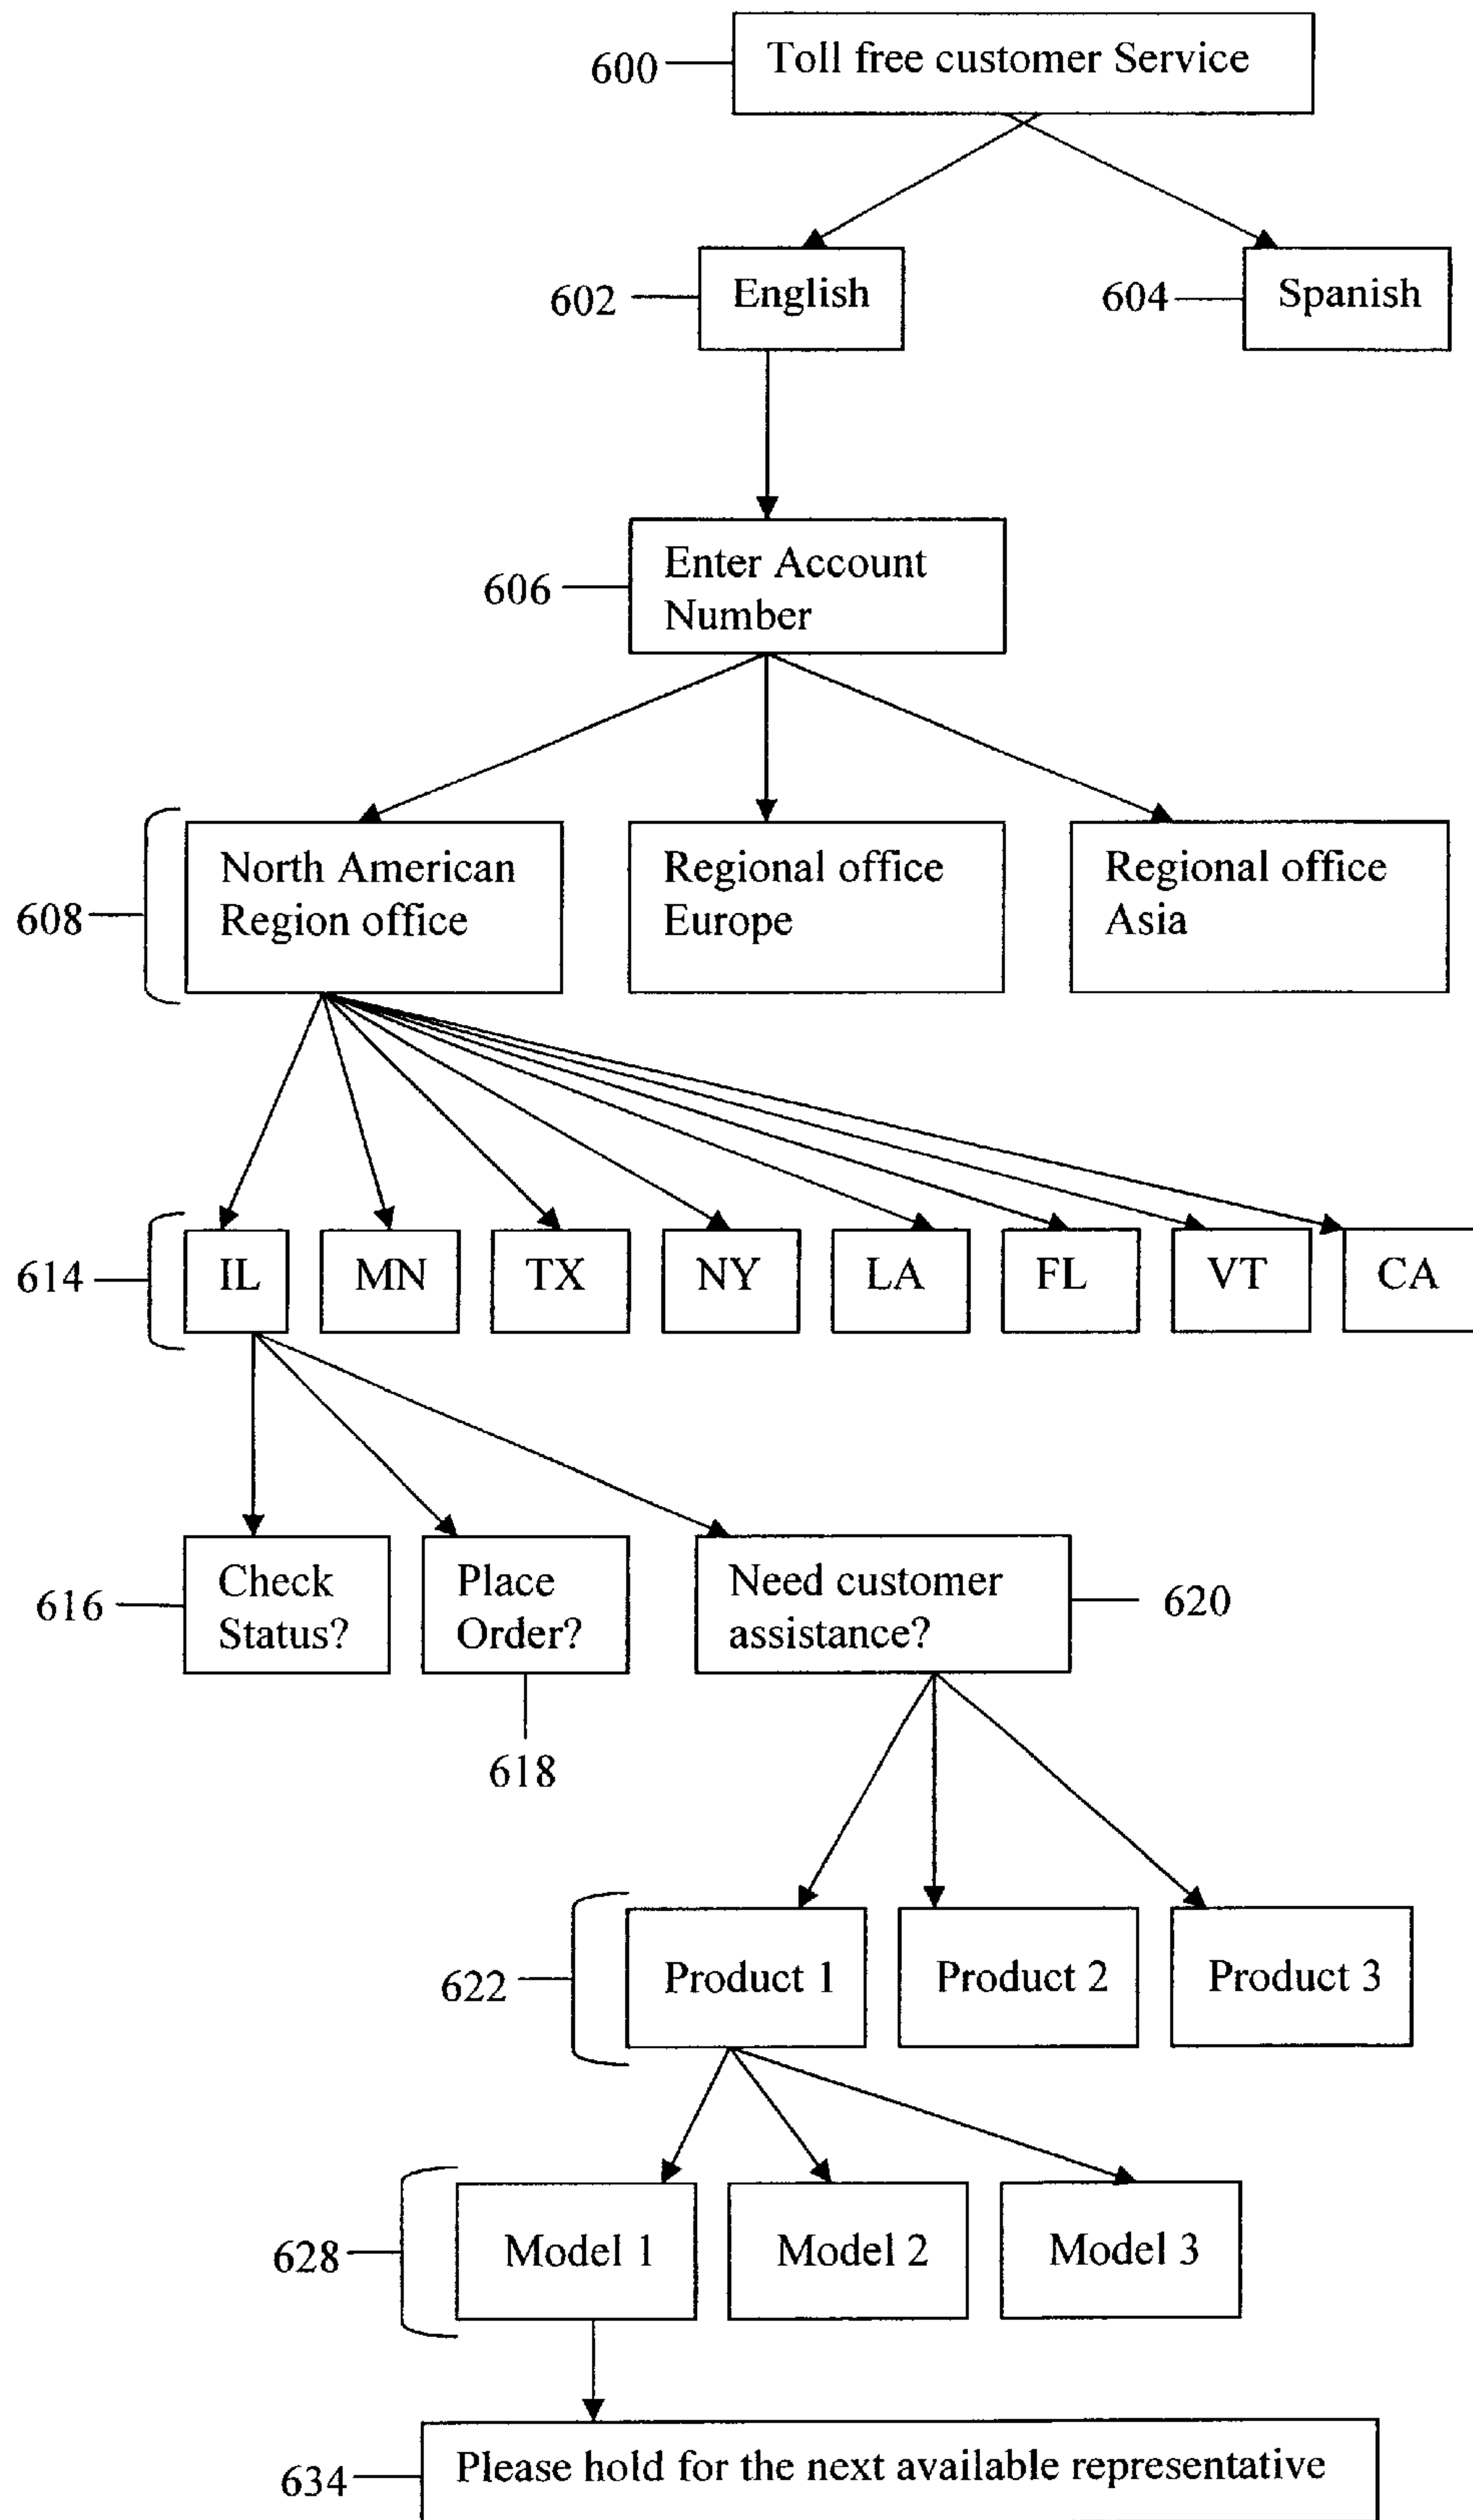 600
Toll free customer Service
602
English
604
Spanish
606
Enter Account
Number
608
North American
Region office
Regional office
Europe
Regional office
Asia
614
IL
MN
TX
NY
LA
FL
VT
CA
616
Check
Status?
Place
Order?
Need customer
assistance?
620
618
622
Product 1
Product 2
Product 3
628
Model 1
Model 2
Model 3
634
Please hold for the next available representative